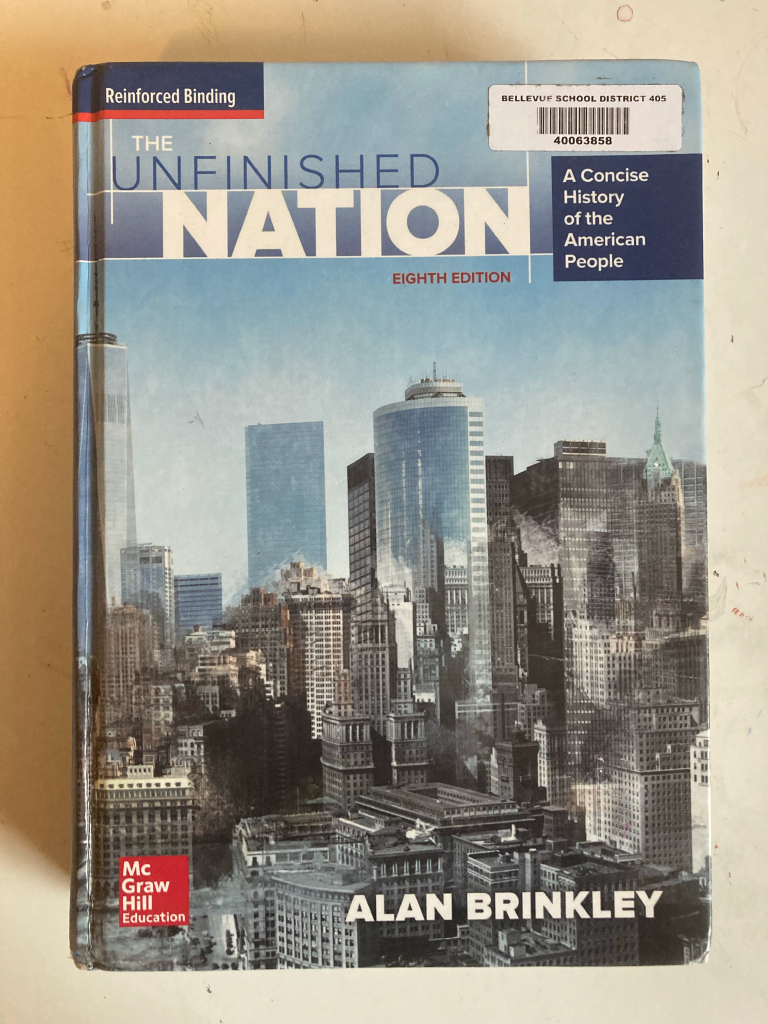 Reinforced Binding
BELLEVUE SCHOOL DISTRICT 405
40063858
THE
UNFINISHED
NATION
A Concise
History
of the
American
People
EIGHTH EDITION
Mc
Graw
Hill
Education
ALAN BRINKLEY